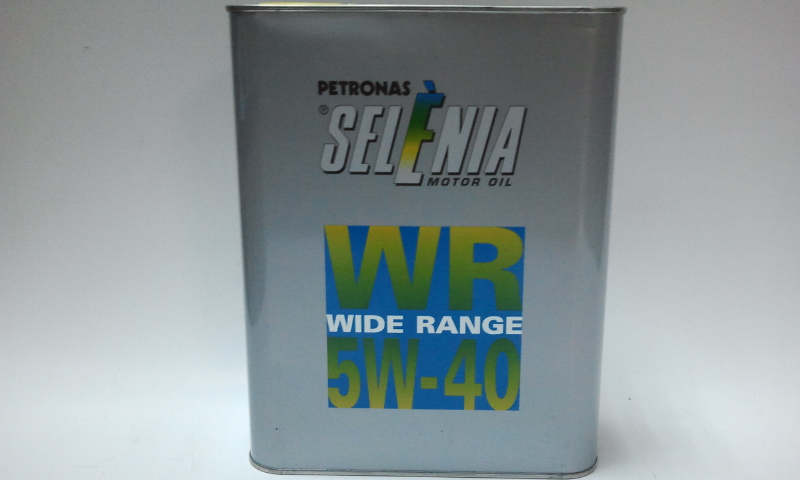 PETRONAS
® SELÈNIA
MOTOR OIL
WR
WIDE RANGE
5W-40